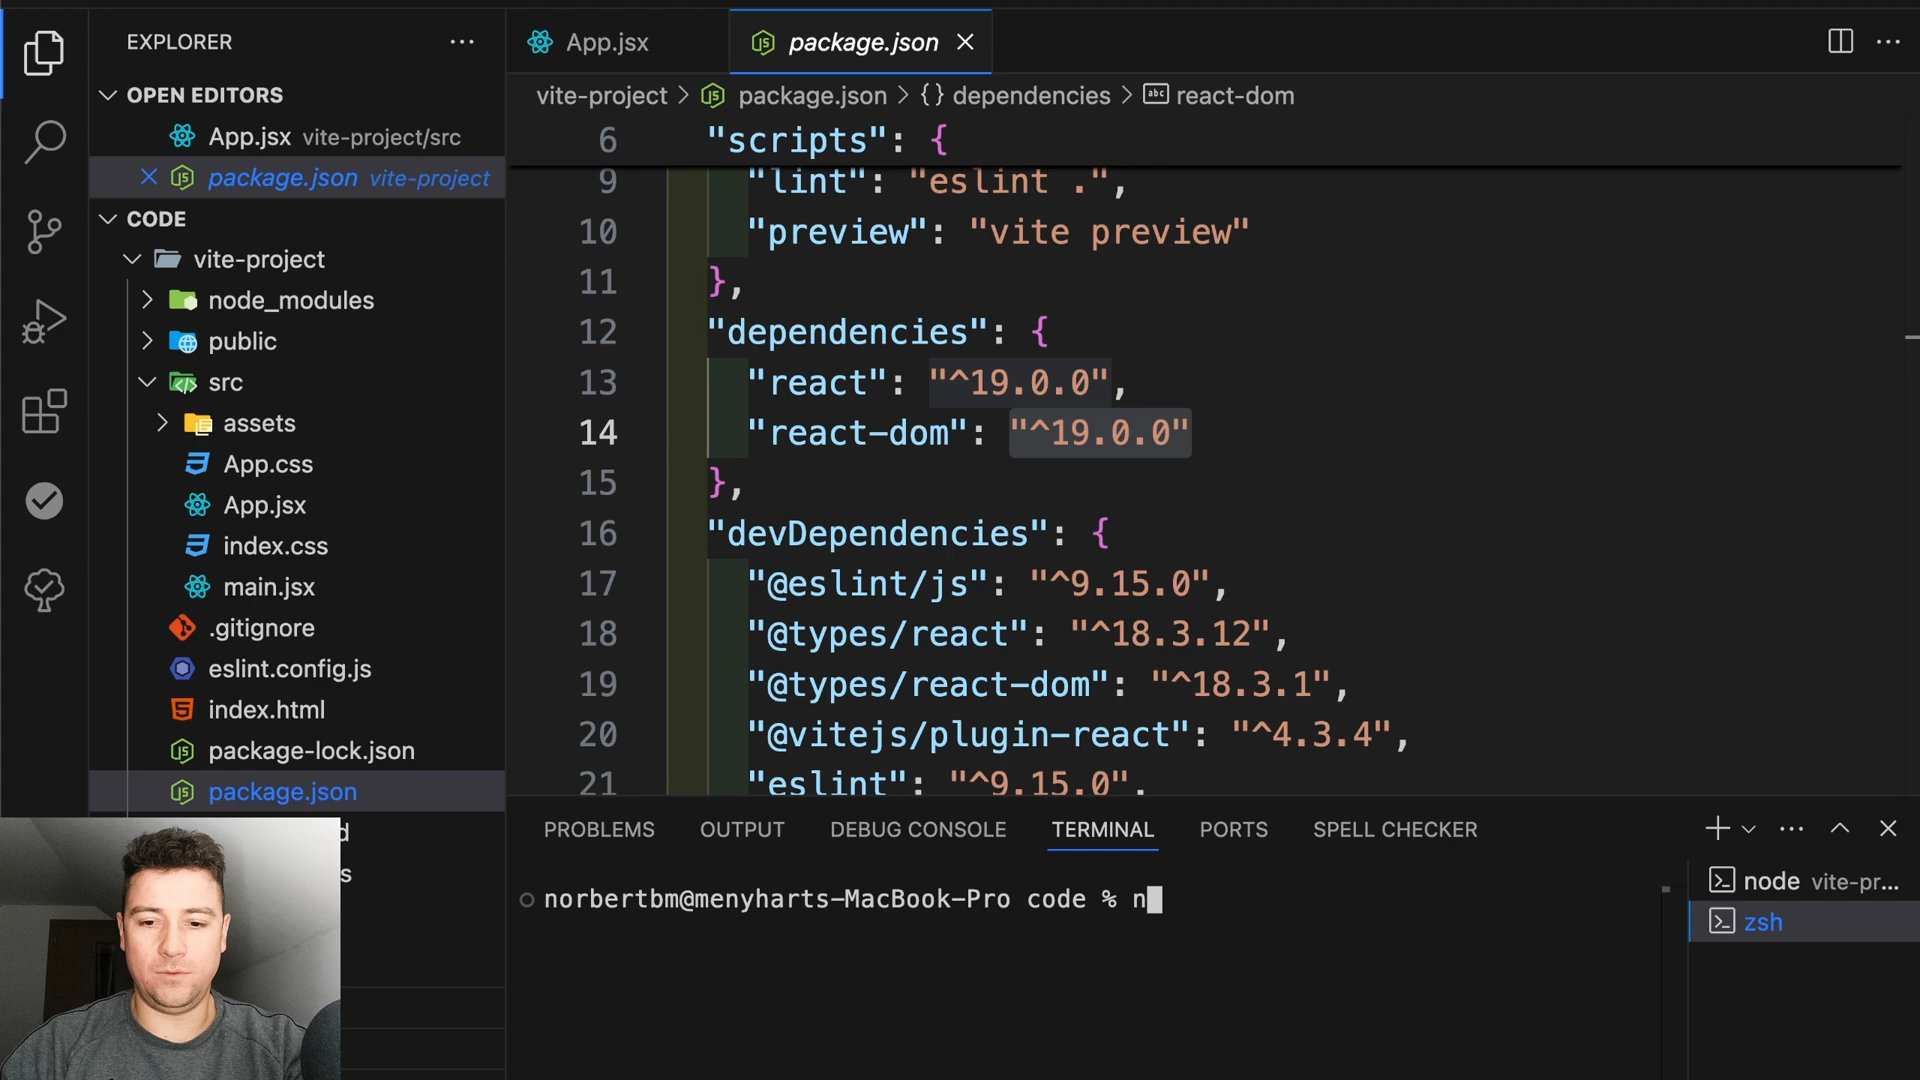 EXPLORER
OPEN EDITORS
App.jsx vite-project/src
package.json vite-project
CODE
vite-project
node_modules
public
src
assets
App.css
App.jsx
index.css
main.jsx
.gitignore
eslint.config.js
index.html
package-lock.json
package.json
d
s
App.jsx
package.json
vite-project > package.json > {} dependencies > abc react-dom
6 "scripts": {
9 "lint": "eslint .",
10 "preview": "vite preview"
11 },
12 "dependencies": {
13 "react": "^19.0.0",
14 "react-dom": "^19.0.0"
15 },
16 "devDependencies": {
17 "@eslint/js": "^9.15.0",
18 "@types/react": "^18.3.12",
19 "@types/react-dom": "^18.3.1",
20 "@vitejs/plugin-react": "^4.3.4",
21 "eslint": "^9.15.0",
PROBLEMS OUTPUT DEBUG CONSOLE TERMINAL PORTS SPELL CHECKER
norbertbm@menyharts-MacBook-Pro code % n
node vite-pr...
zsh